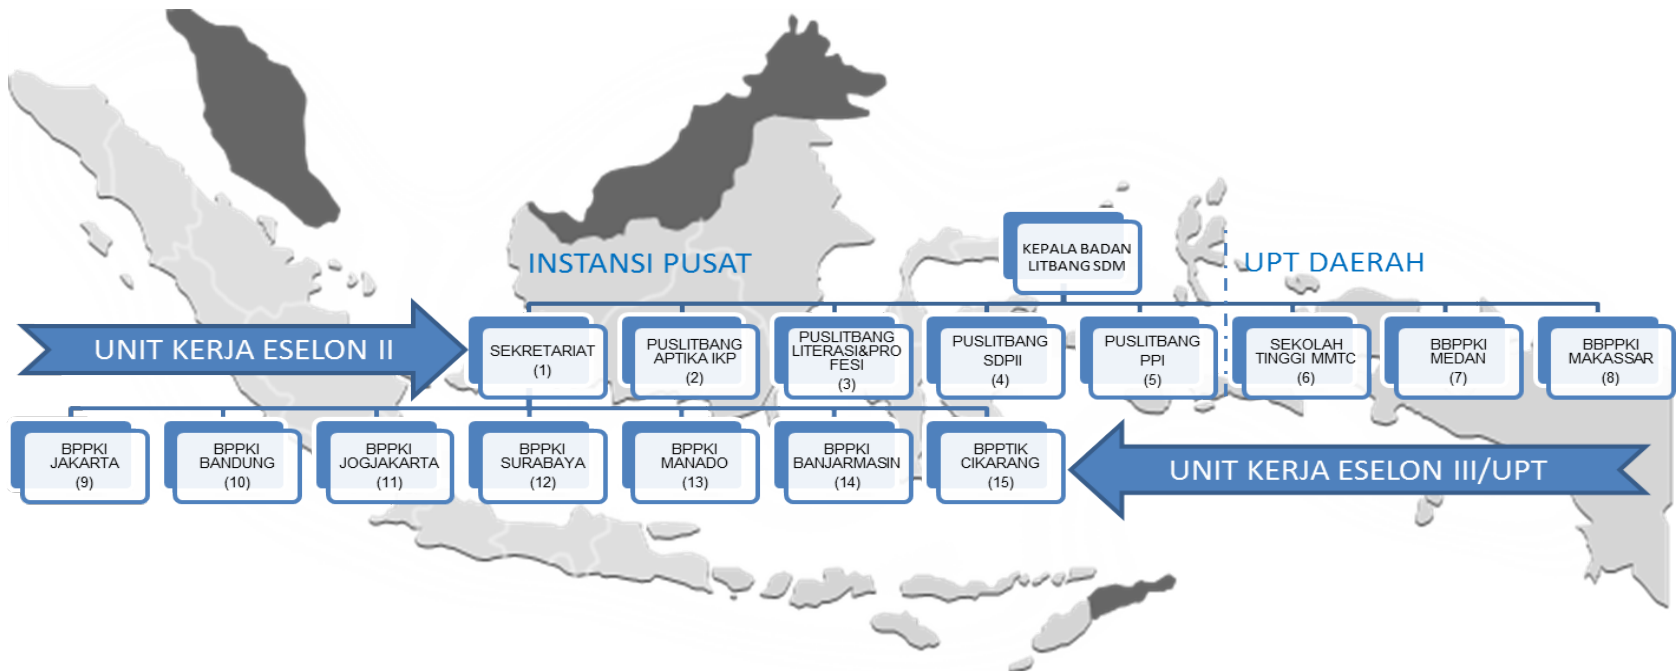 KEPALA BADAN
LITBANG SDM
INSTANSI PUSAT
UPT DAERAH
UNIT KERJA ESELON II
SEKRETARIAT
(1)
PUSLITBANG
APTIKA IKP
(2)
PUSLITBANG
LITERASI&PRO
FESI
(3)
PUSLITBANG
SDPII
(4)
PUSLITBANG
PPI
(5)
SEKOLAH
TINGGI MMTC
(6)
BBPPKI
MEDAN
(7)
BBPPKI
MAKASSAR
(8)
BPPKI
JAKARTA
(9)
BPPKI
BANDUNG
(10)
BPPKI
JOGJAKARTA
(11)
BPPKI
SURABAYA
(12)
BPPKI
MANADO
(13)
BPPKI
BANJARMASIN
(14)
BPPTIK
CIKARANG
(15)
UNIT KERJA ESELON III/UPT